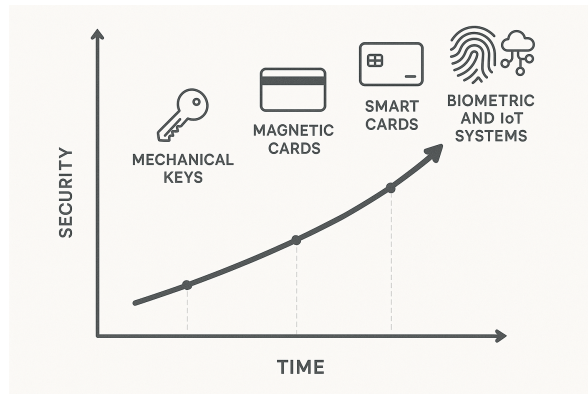 SECURITY
MECHANICAL
KEYS
MAGNETIC
CARDS
SMART
CARDS
BIOMETRIC
AND IoT
SYSTEMS
TIME